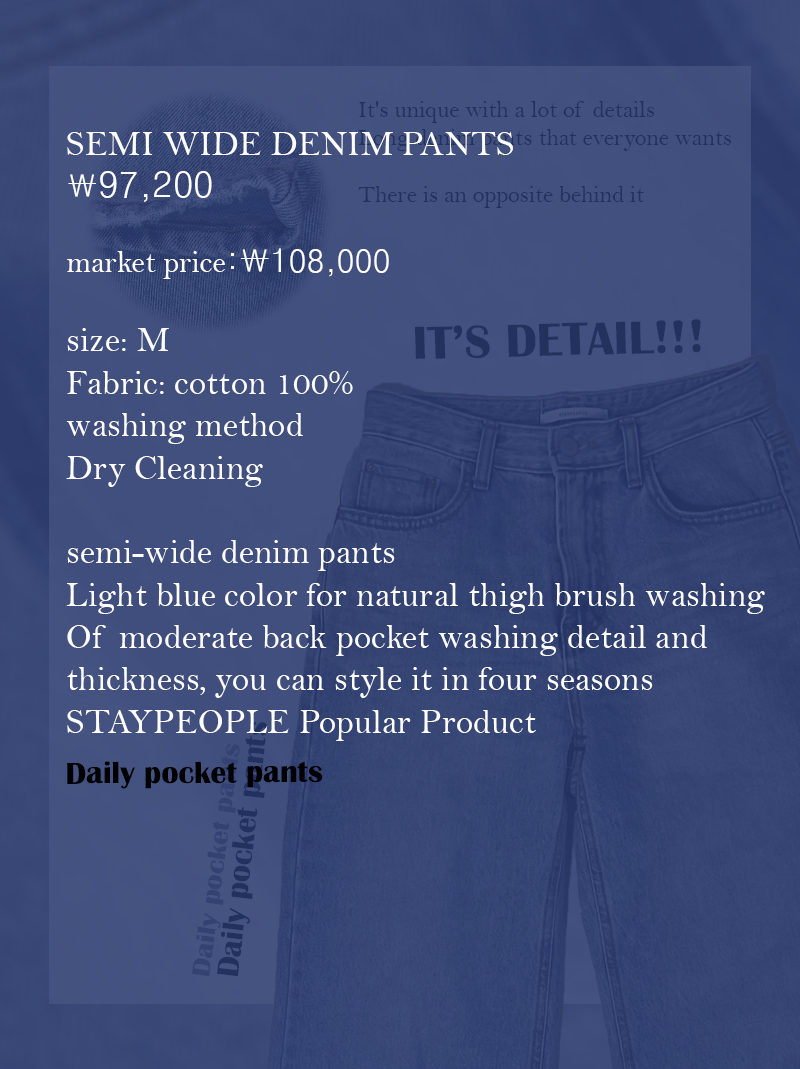 It's unique with a lot of details
Long denim pants that everyone wants
There is an opposite behind it
SEMI WIDE DENIM PANTS
₩97,200
market price:₩108,000
IT'S DETAIL!!!
size: M
Fabric: cotton 100%
washing method
Dry Cleaning
semi-wide denim pants
Light blue color for natural thigh brush washing
Of moderate back pocket washing detail and
thickness, you can style it in four seasons
STAYPEOPLE Popular Product
Daily pocket pants
Daily pocket pants
Daily pocket pants